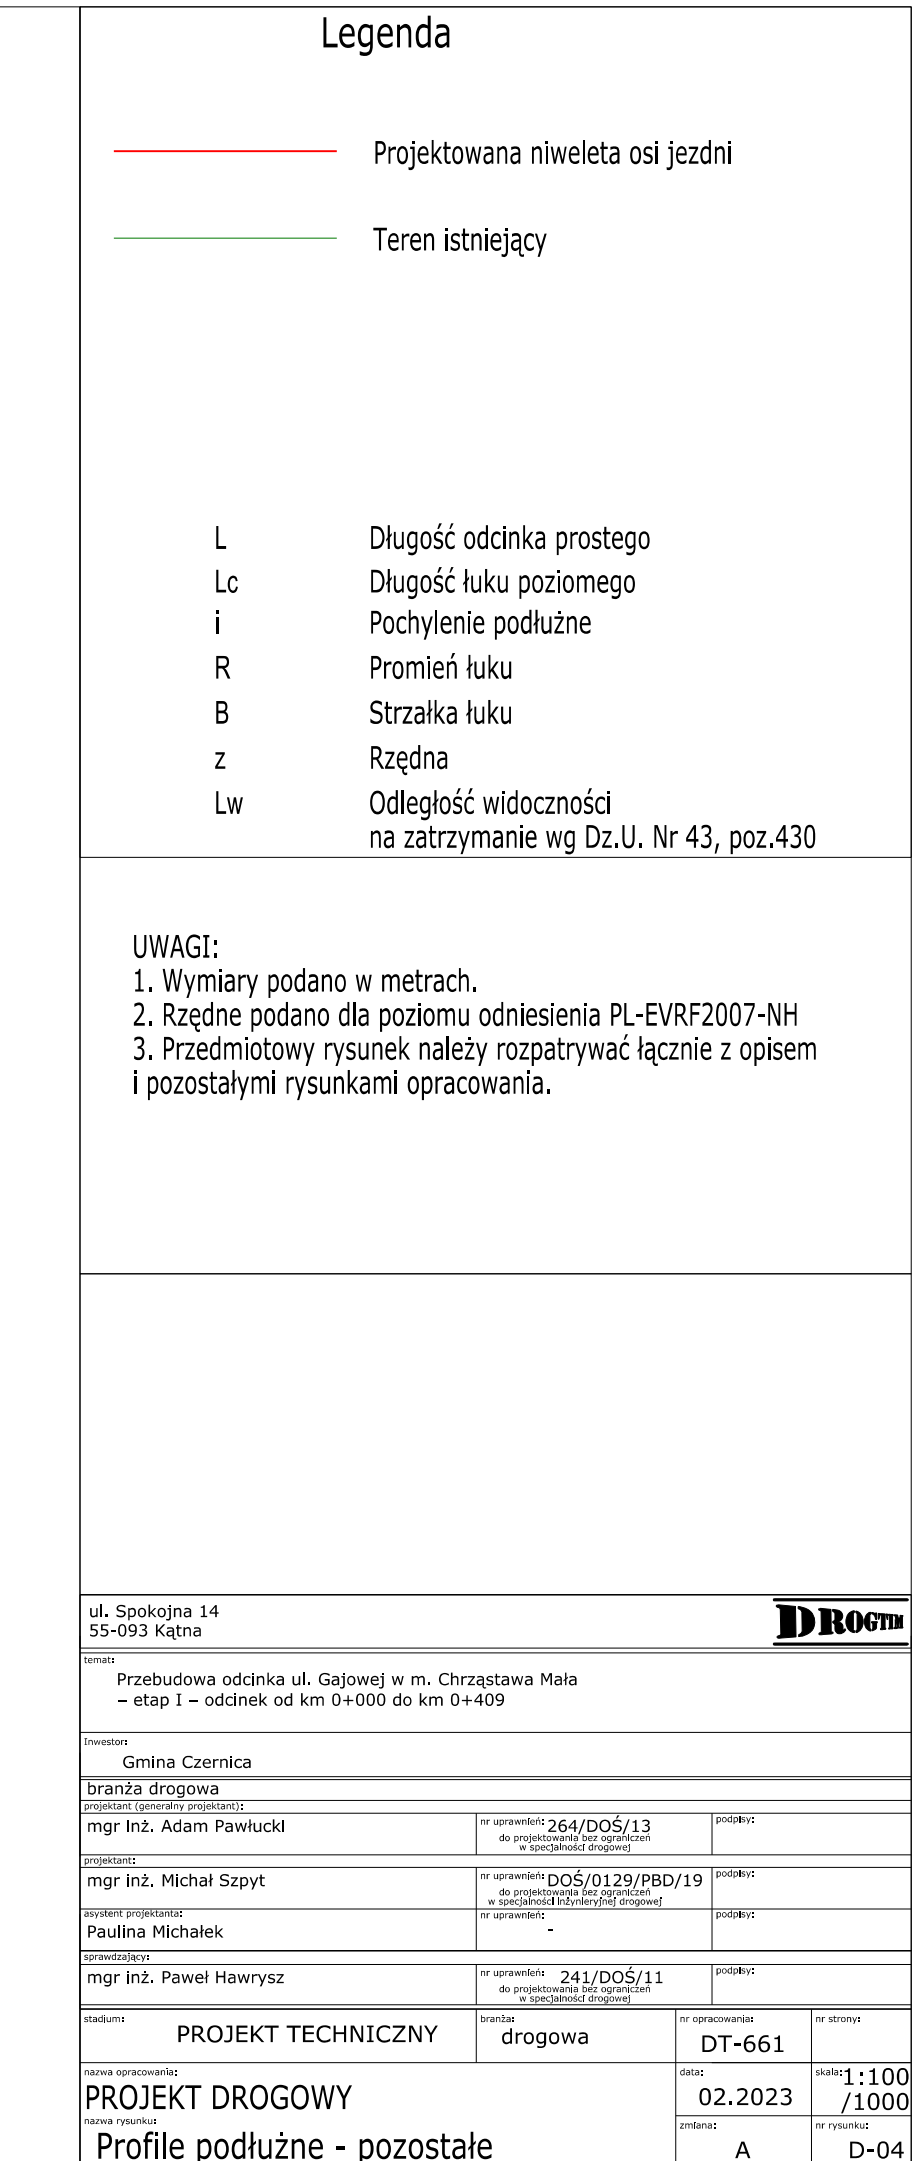 Legenda
Projektowana niweleta osi jezdni
Teren istniejący
L Długość odcinka prostego
Lc Długość łuku poziomego
i Pochylenie podłużne
R Promień łuku
B Strzałka łuku
z Rzędna
Lw Odległość widoczności
na zatrzymanie wg Dz.U. Nr 43, poz.430
UWAGI:
1. Wymiary podano w metrach.
2. Rzędne podano dla poziomu odniesienia PL-EVRF2007-NH
3. Przedmiotowy rysunek należy rozpatrywać łącznie z opisem
i pozostałymi rysunkami opracowania.
ul. Spokojna 14
55-093 Kątna
DROGTIM
temat:
Przebudowa odcinka ul. Gajowej w m. Chrząstawa Mała
– etap I – odcinek od km 0+000 do km 0+409
Inwestor:
Gmina Czernica
branża drogowa
projektant (generalny projektant):
mgr inż. Adam Pawłucki
nr uprawnień: 264/DOŚ/13
do projektowania bez ograniczeń
w specjalności drogowej
podpisy:
projektant:
mgr inż. Michał Szpyt
nr uprawnień: DOŚ/0129/PBD/19
do projektowania bez ograniczeń
w specjalności inżynieryjnej drogowej
podpisy:
asystent projektanta:
Paulina Michałek
nr uprawnień:
-
podpisy:
sprawdzający:
mgr inż. Paweł Hawrysz
nr uprawnień: 241/DOŚ/11
do projektowania bez ograniczeń
w specjalności drogowej
podpisy:
stadium:
PROJEKT TECHNICZNY
branża:
drogowa
nr opracowania:
DT-661
nr strony:
nazwa opracowania:
PROJEKT DROGOWY
data:
02.2023
skala: 1:100
/1000
nazwa rysunku:
Profile podłużne - pozostałe
zmiana:
A
nr rysunku:
D-04